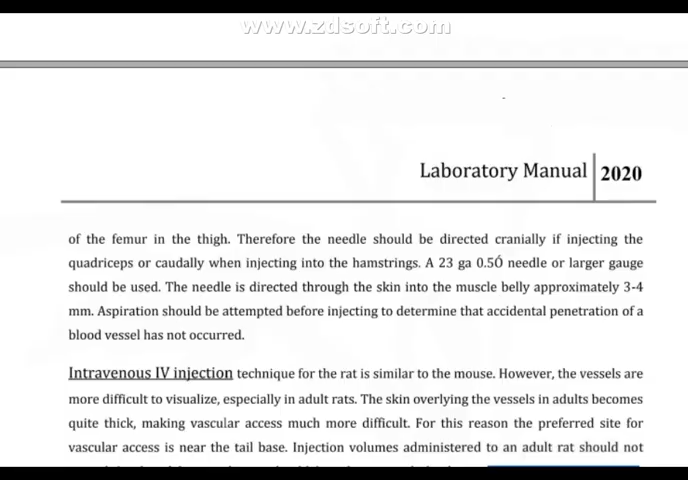 www.zdsoft.com
Laboratory Manual 2020
of the femur in the thigh. Therefore the needle should be directed cranially if injecting the
quadriceps or caudally when injecting into the hamstrings. A 23 ga 0.5Ó needle or larger gauge
should be used. The needle is directed through the skin into the muscle belly approximately 3-4
mm. Aspiration should be attempted before injecting to determine that accidental penetration of a
blood vessel has not occurred.
Intravenous IV injection technique for the rat is similar to the mouse. However, the vessels are
more difficult to visualize, especially in adult rats. The skin overlying the vessels in adults becomes
quite thick, making vascular access much more difficult. For this reason the preferred site for
vascular access is near the tail base. Injection volumes administered to an adult rat should not